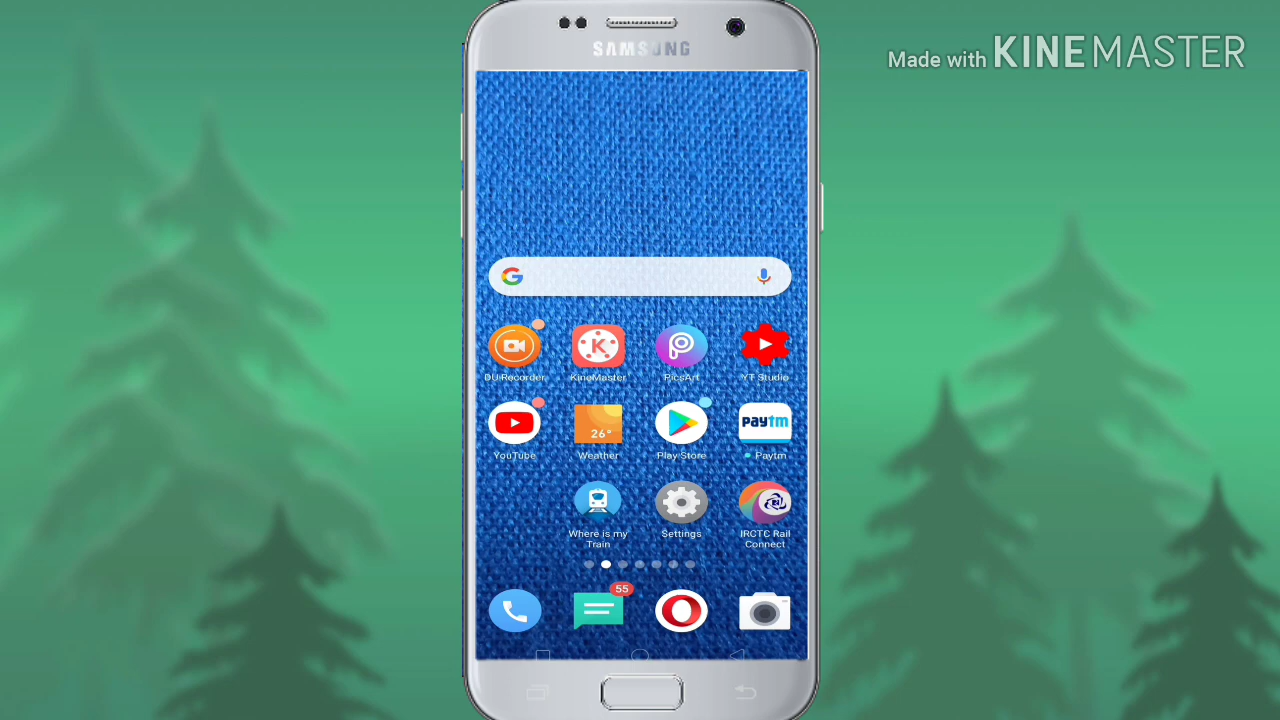 SAMSUNG
Made with KINEMASTER
G
DU Recorder
KineMaster
PicsArt
YT Studio
26°
paytm
YouTube
Weather
Play Store
Paytm
Where is my
Train
Settings
IRCTC Rail
Connect
55